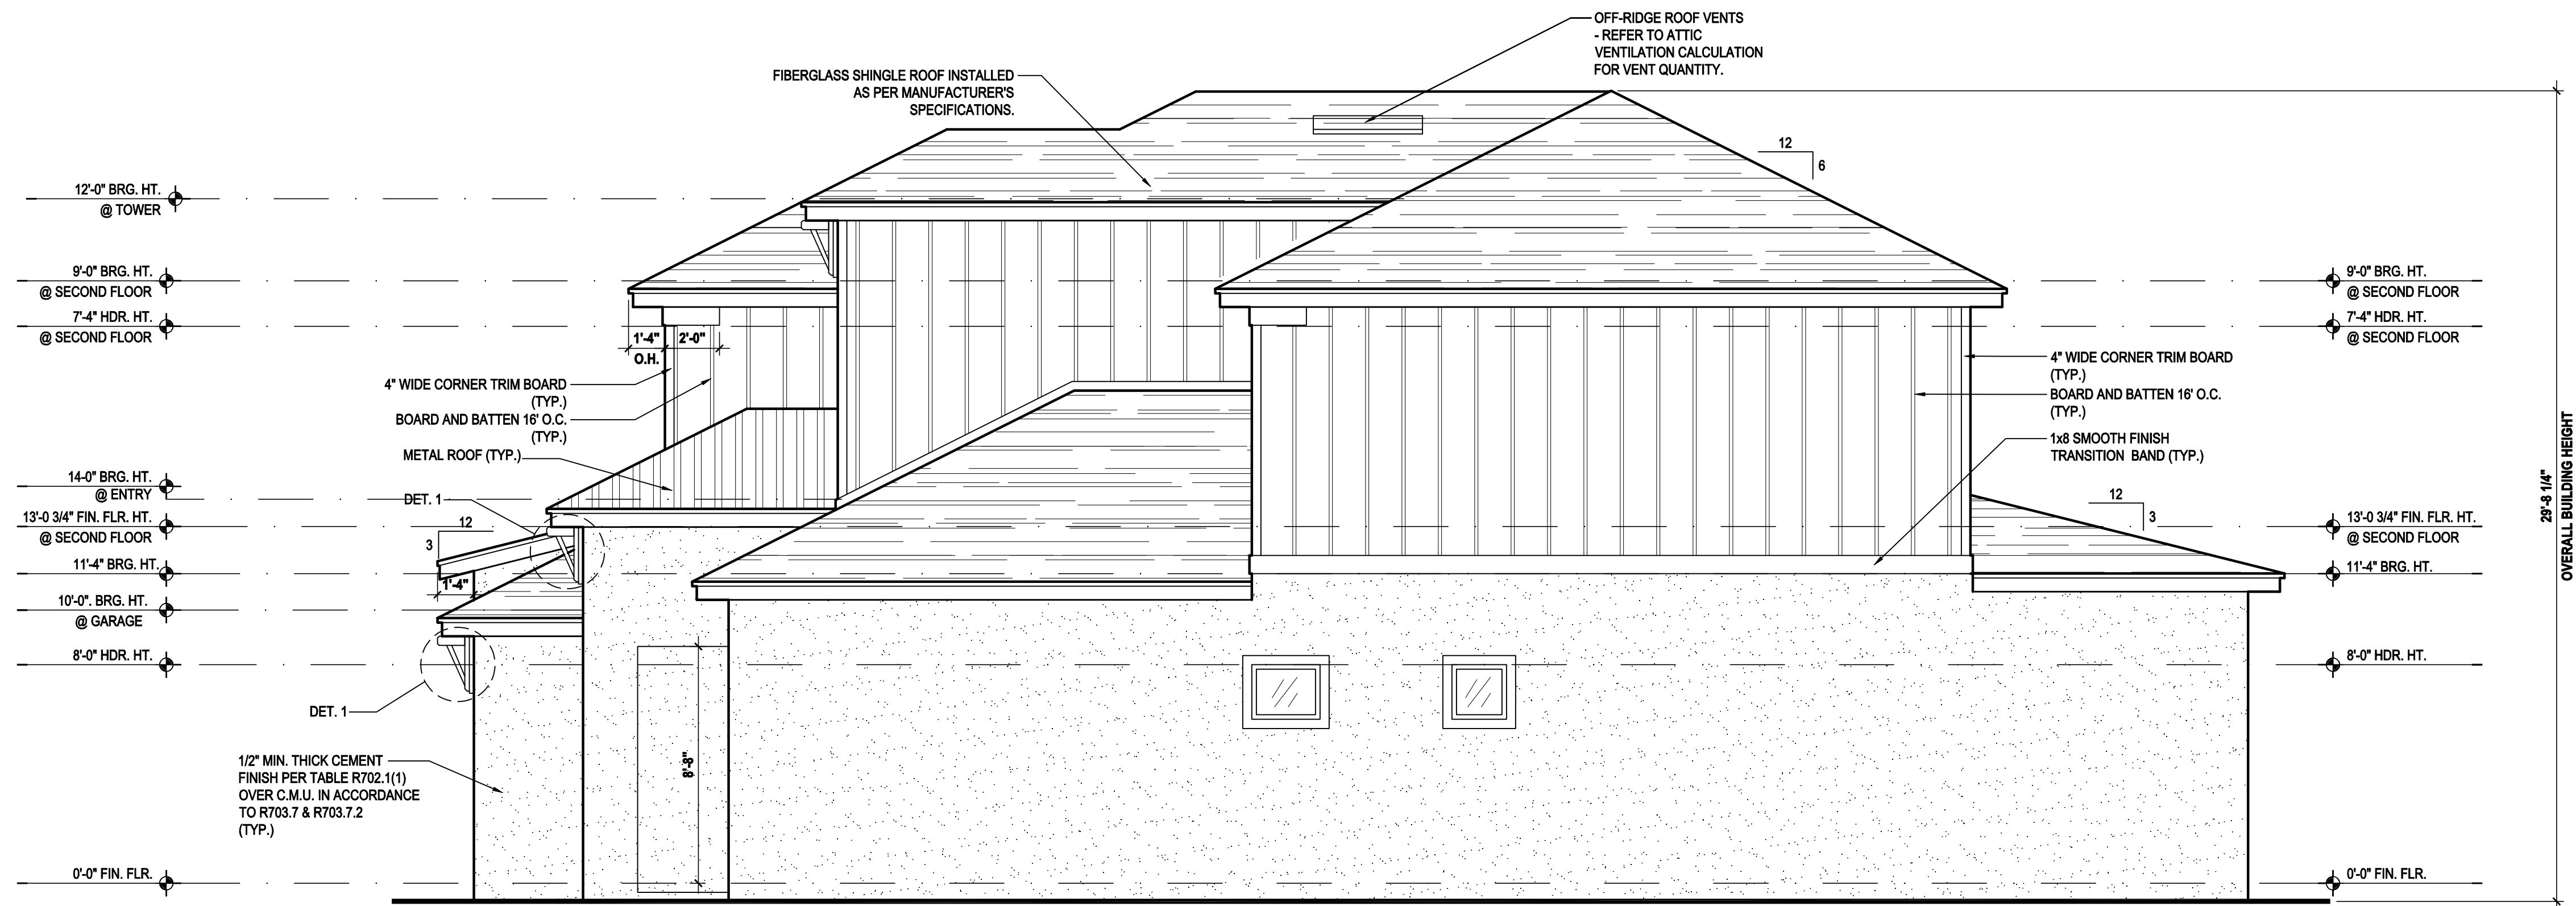 OFF-RIDGE ROOF VENTS
- REFER TO ATTIC
VENTILATION CALCULATION
FOR VENT QUANTITY.
FIBERGLASS SHINGLE ROOF INSTALLED
AS PER MANUFACTURER'S
SPECIFICATIONS.
12
6
12'-0" BRG. HT.
@ TOWER
9'-0" BRG. HT.
@ SECOND FLOOR
7'-4" HDR. HT.
@ SECOND FLOOR
1'-4"
O.H.
2'-0"
4" WIDE CORNER TRIM BOARD
(TYP.)
BOARD AND BATTEN 16' O.C.
(TYP.)
METAL ROOF (TYP.)
14-0" BRG. HT.
@ ENTRY
DET. 1
13'-0 3/4" FIN. FLR. HT.
@ SECOND FLOOR
12
3
11'-4" BRG. HT.
1'-4"
10'-0". BRG. HT.
@ GARAGE
8'-0" HDR. HT.
DET. 1
1/2" MIN. THICK CEMENT
FINISH PER TABLE R702.1(1)
OVER C.M.U. IN ACCORDANCE
TO R703.7 & R703.7.2
(TYP.)
8'-8"
0'-0" FIN. FLR.
9'-0" BRG. HT.
@ SECOND FLOOR
7'-4" HDR. HT.
@ SECOND FLOOR
4" WIDE CORNER TRIM BOARD
(TYP.)
BOARD AND BATTEN 16' O.C.
(TYP.)
1x8 SMOOTH FINISH
TRANSITION BAND (TYP.)
12
3
13'-0 3/4" FIN. FLR. HT.
@ SECOND FLOOR
11'-4" BRG. HT.
8'-0" HDR. HT.
0'-0" FIN. FLR.
29'-8 1/4"
OVERALL BUILDING HEIGHT